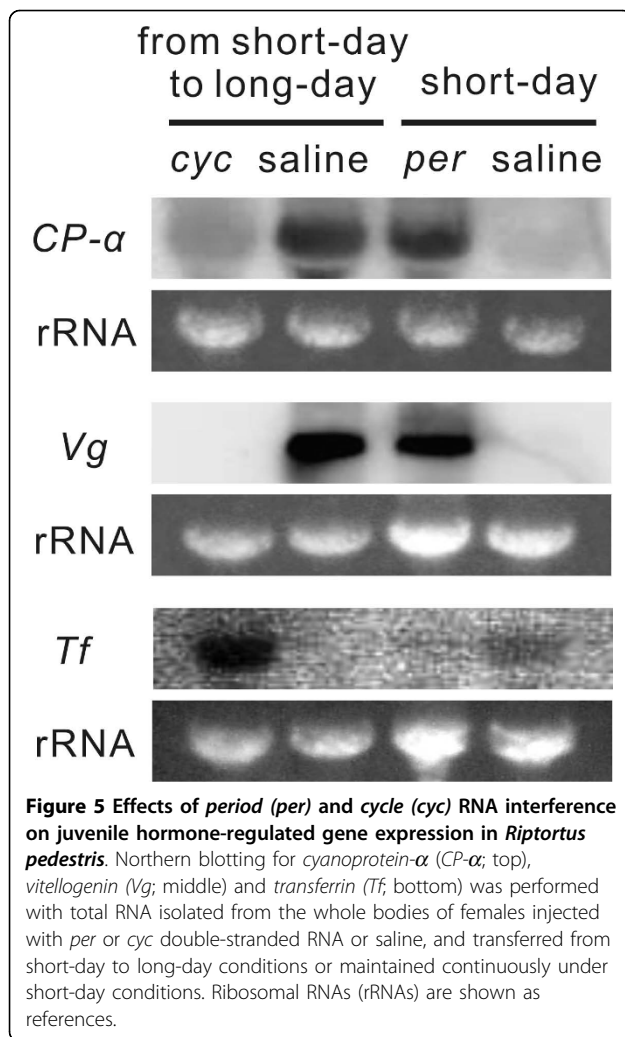 from short-day
to long-day
short-day
cyc saline per saline
CP-α
rRNA
Vg
rRNA
Tf
rRNA
Figure 5 Effects of period (per) and cycle (cyc) RNA interference
on juvenile hormone-regulated gene expression in Riptortus
pedestris. Northern blotting for cyanoprotein-α (CP-α; top),
vitellogenin (Vg; middle) and transferrin (Tf; bottom) was performed
with total RNA isolated from the whole bodies of females injected
with per or cyc double-stranded RNA or saline, and transferred from
short-day to long-day conditions or maintained continuously under
short-day conditions. Ribosomal RNAs (rRNAs) are shown as
references.